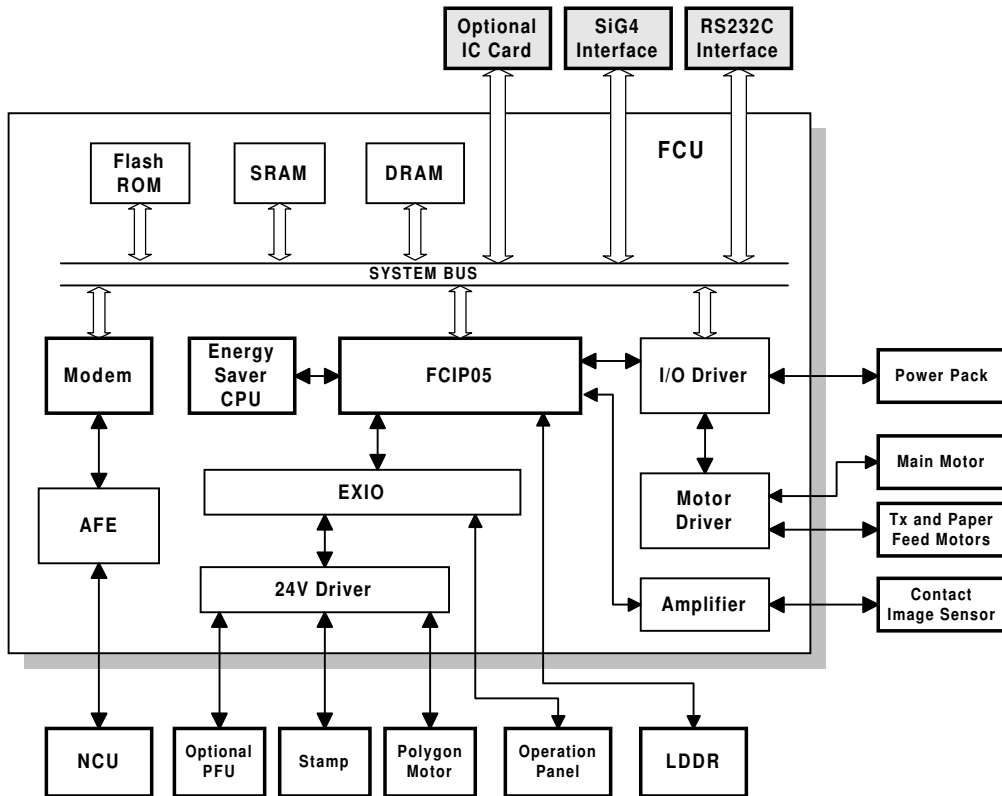 Optional
IC Card
SiG4
Interface
RS232C
Interface
FCU
Flash
ROM
SRAM
DRAM
SYSTEM BUS
Modem
Energy
Saver
CPU
FCIP05
I/O Driver
Power Pack
Main Motor
EXIO
AFE
Motor
Driver
Tx and Paper
Feed Motors
24V Driver
Amplifier
Contact
Image Sensor
NCU
Optional
PFU
Stamp
Polygon
Motor
Operation
Panel
LDDR